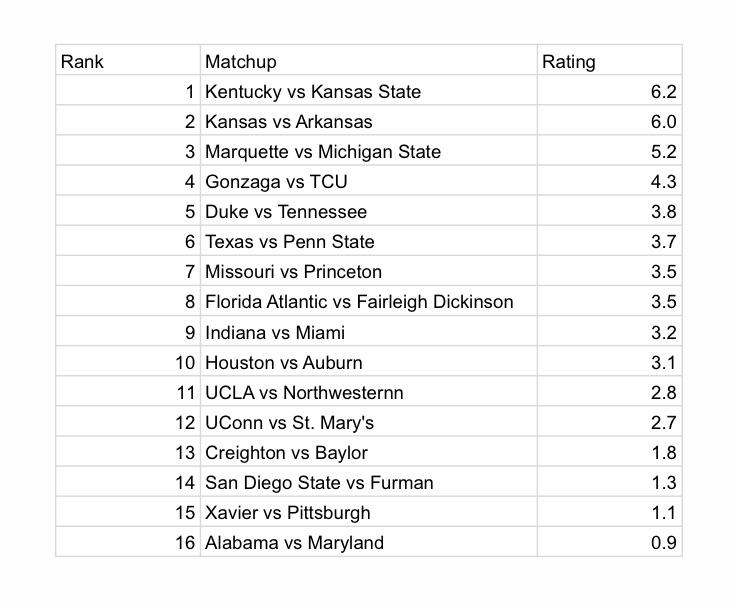 Rank Matchup Rating
1 Kentucky vs Kansas State 6.2
2 Kansas vs Arkansas 6.0
3 Marquette vs Michigan State 5.2
4 Gonzaga vs TCU 4.3
5 Duke vs Tennessee 3.8
6 Texas vs Penn State 3.7
7 Missouri vs Princeton 3.5
8 Florida Atlantic vs Fairleigh Dickinson 3.5
9 Indiana vs Miami 3.2
10 Houston vs Auburn 3.1
11 UCLA vs Northwesternn 2.8
12 UConn vs St. Mary's 2.7
13 Creighton vs Baylor 1.8
14 San Diego State vs Furman 1.3
15 Xavier vs Pittsburgh 1.1
16 Alabama vs Maryland 0.9